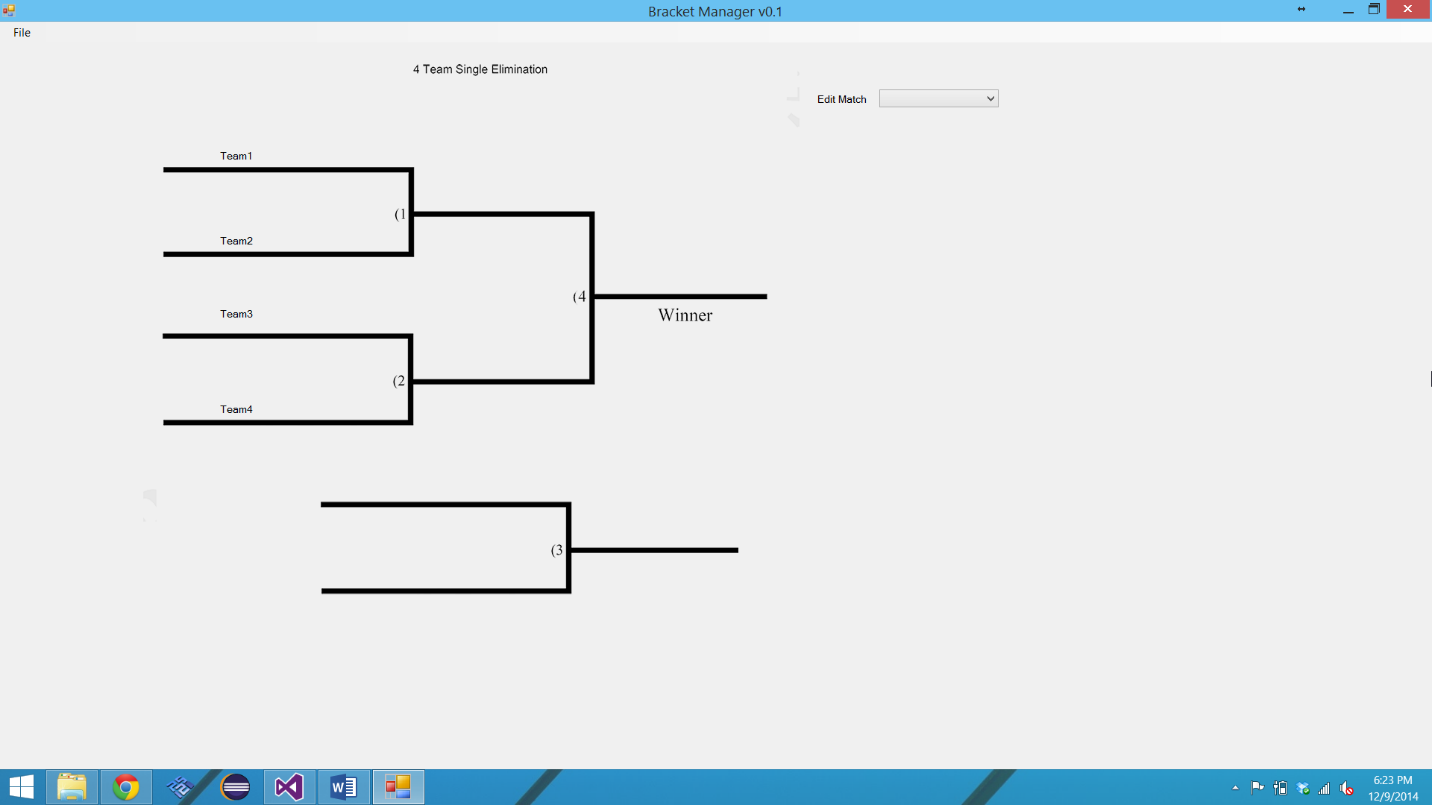 Bracket Manager v0.1
File
4 Team Single Elimination
Edit Match
Team1
(1
Team2
(4
Winner
Team3
(2
Team4
(3
6:23 PM
12/9/2014